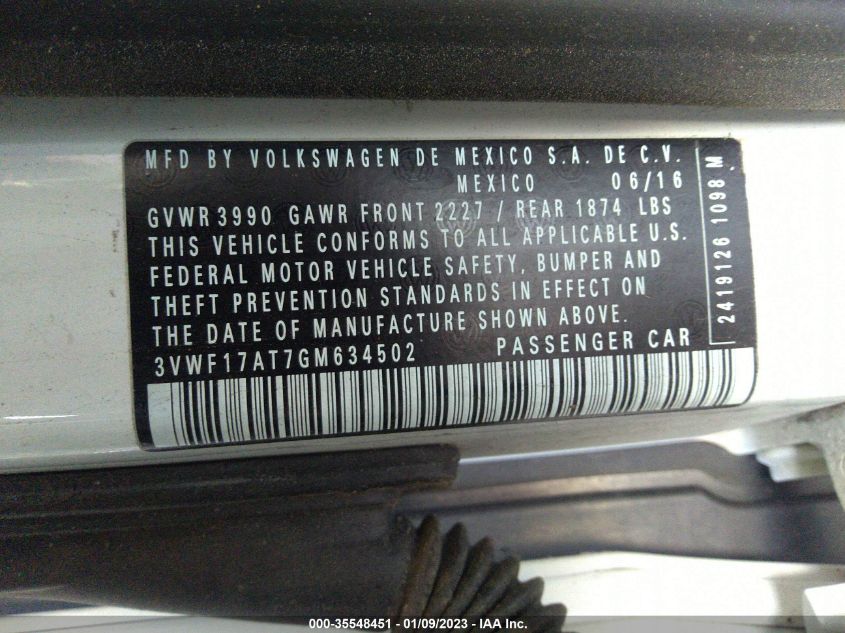 MFD BY VOLKSWAGEN DE MEXICO S.A. DE C.V.
MEXICO 06/16
GVWR 3990 GAWR FRONT 2227 / REAR 1874 LBS
THIS VEHICLE CONFORMS TO ALL APPLICABLE U.S.
FEDERAL MOTOR VEHICLE SAFETY, BUMPER AND
THEFT PREVENTION STANDARDS IN EFFECT ON
THE DATE OF MANUFACTURE SHOWN ABOVE.
3VWF17AT7GM634502 PASSENGER CAR
2419126 1098 M
000-35548451 - 01/09/2023 - IAA Inc.